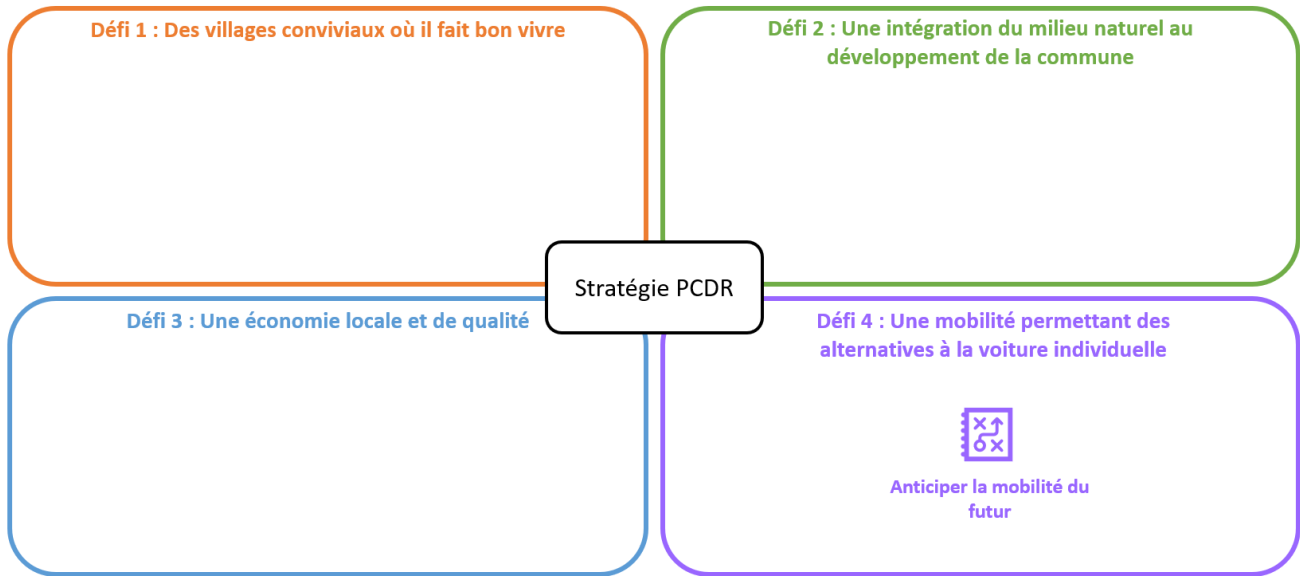 Défi 1 : Des villages conviviaux où il fait bon vivre
Défi 2 : Une intégration du milieu naturel au
développement de la commune
Stratégie PCDR
Défi 3 : Une économie locale et de qualité
Défi 4 : Une mobilité permettant des
alternatives à la voiture individuelle
Anticiper la mobilité du
futur